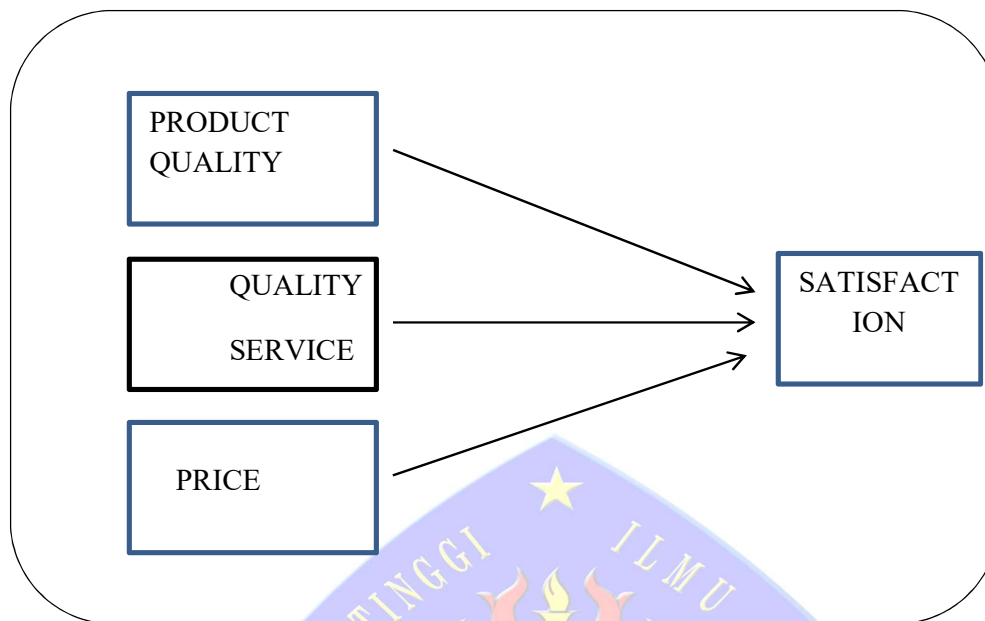 PRODUCT
QUALITY
QUALITY
SERVICE
PRICE
SATISFACT
ION
TINGGI
ILMU